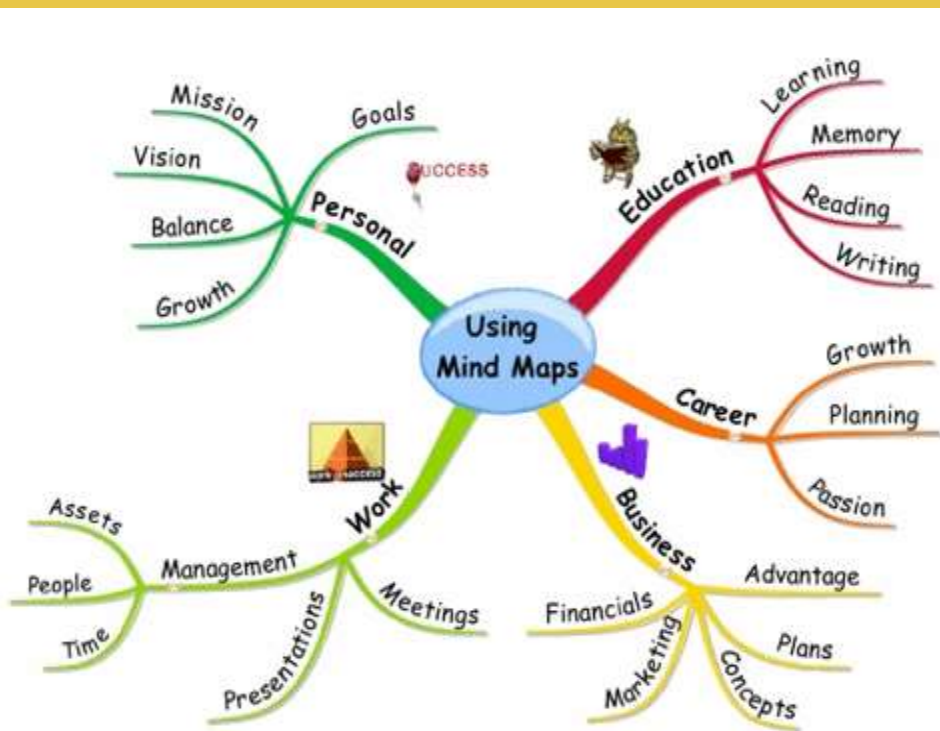 Using
Mind Maps
Personal
Mission
Vision
Balance
Growth
Goals
SUCCESS
Education
Learning
Memory
Reading
Writing
Career
Growth
Planning
Passion
Business
Advantage
Plans
Concepts
Marketing
Financials
Work
Meetings
Presentations
Management
Assets
People
Time